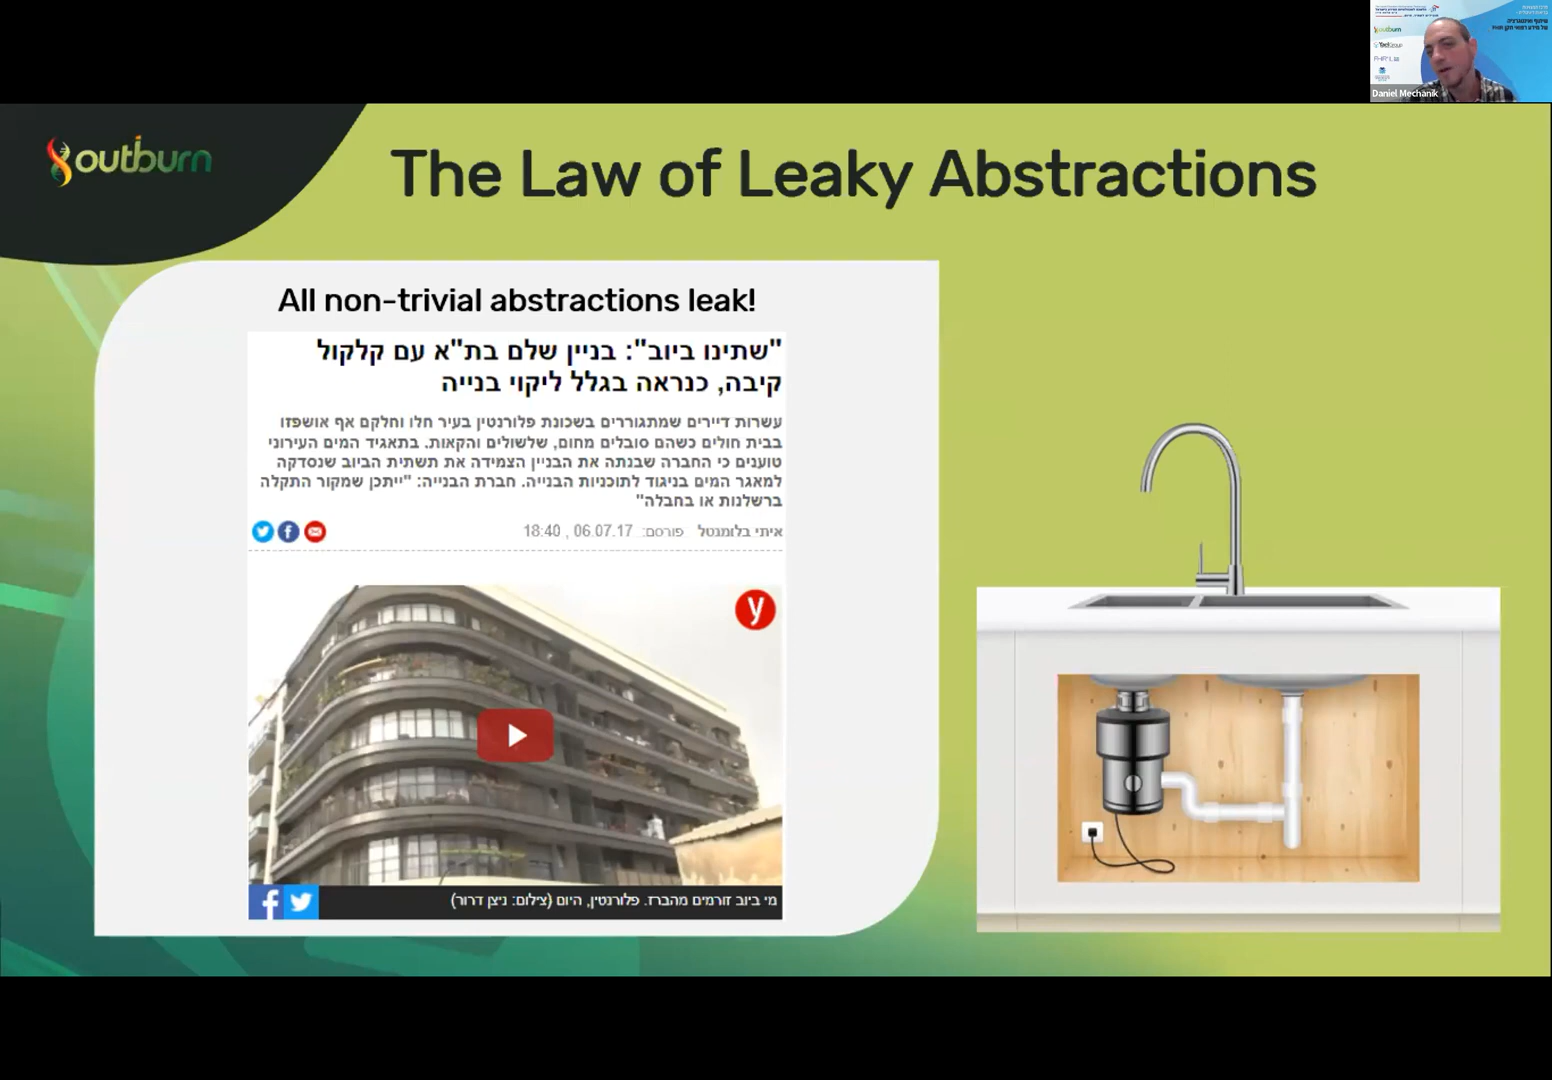 outburn
The Law of Leaky Abstractions
All non-trivial abstractions leak!
"שתינו ביוב": בניין שלם בת"א עם קלקול
קיבה, כנראה בגלל ליקוי בנייה
עשרות דיירים שמתגוררים בשכונת פלורנטין בעיר חלו וחלקם אף אושפזו
בבית חולים כשהם סובלים מחום, שלשולים והקאות. בתאגיד המים העירוני
טוענים כי החברה שבנתה את הבניין הצמידה את תשתית הביוב שנסדקה
למאגר המים בניגוד לתוכניות הבנייה. חברת הבנייה: "ייתכן שמקור התקלה
ברשלנות או בחבלה"
איתי בלומנטל פורסם: 06.07.17 , 18:40
y
מי ביוב זורמים מהברז. פלורנטין, היום (צילום: ניצן דרור)
outburn
Daniel Mechanik